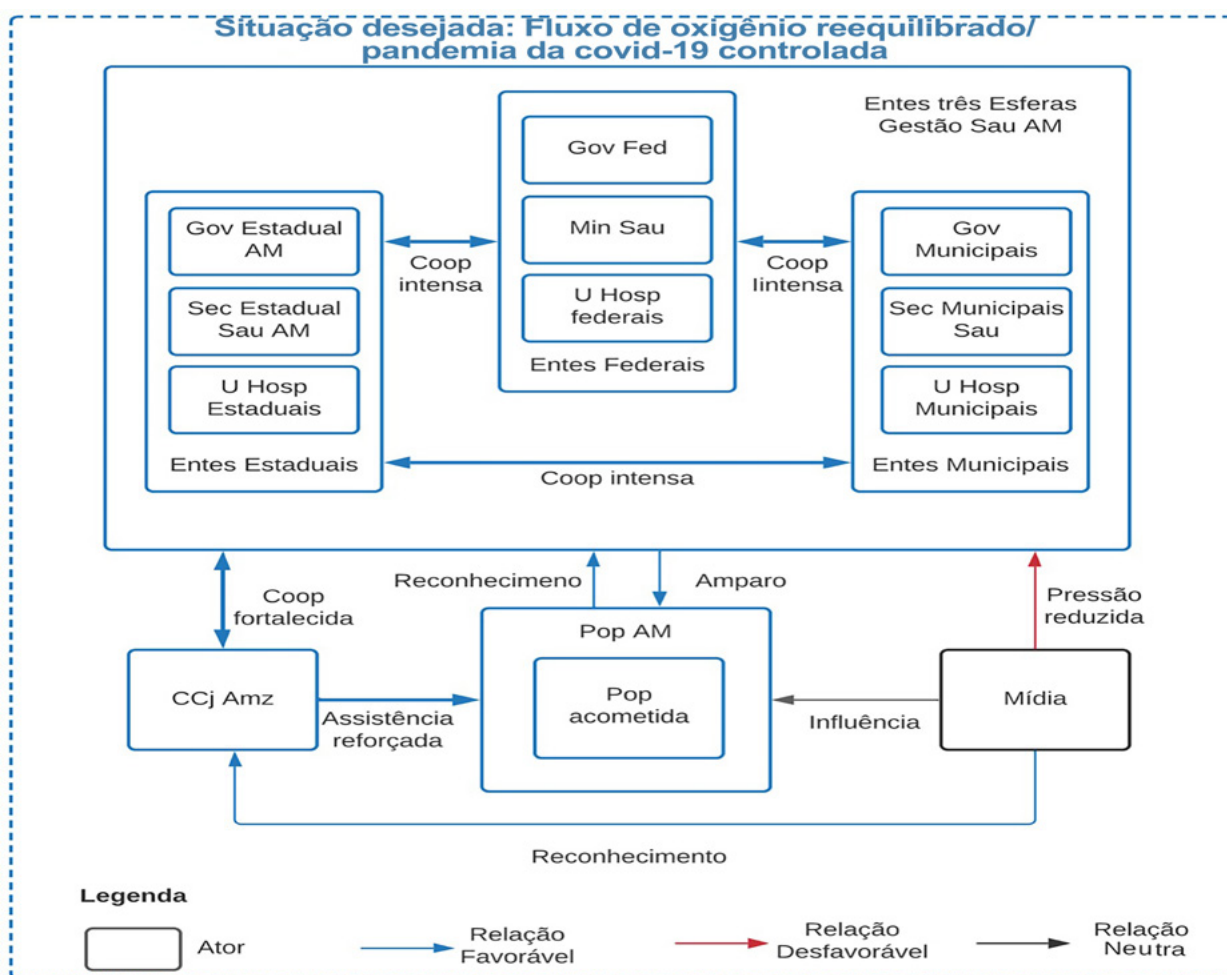 Situação desejada: Fluxo de oxigênio reequilibrado/
pandemia da covid-19 controlada
Entes três Esferas
Gestão Sau AM
Gov Fed
Min Sau
U Hosp
federais
Entes Federais
Gov Estadual
AM
Sec Estadual
Sau AM
U Hosp
Estaduais
Entes Estaduais
Coop
intensa
Coop
Iintensa
Gov
Municipais
Sec Municipais
Sau
U Hosp
Municipais
Entes Municipais
Coop intensa
Coop
fortalecida
Reconhecimeno
Amparo
Pressão
reduzida
CCj Amz
Assistência
reforçada
Pop AM
Pop
acometida
Influência
Mídia
Reconhecimento
Legenda
Ator
Relação
Favorável
Relação
Desfavorável
Relação
Neutra